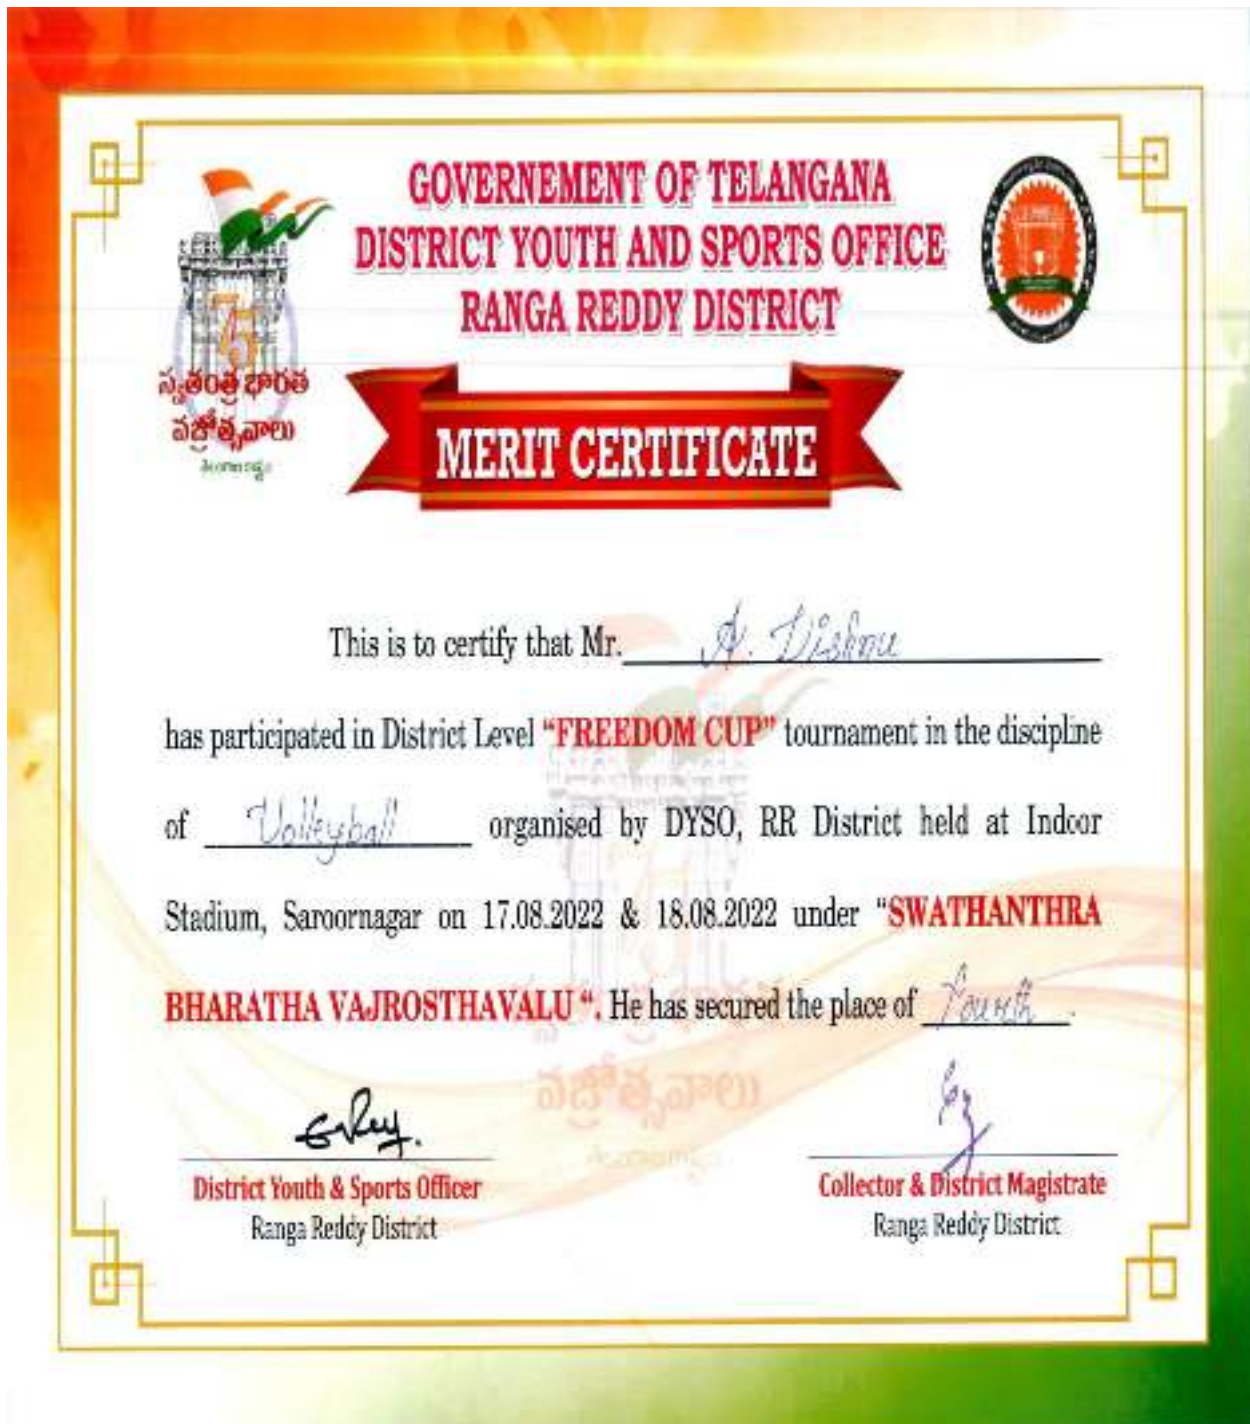 GOVERNEMENT OF TELANGANA
DISTRICT YOUTH AND SPORTS OFFICE
RANGA REDDY DISTRICT
75
స్వతంత్ర భారత
వజ్రోత్సవాలు
MERIT CERTIFICATE
This is to certify that Mr. A. Vishnu
has participated in District Level “FREEDOM CUP” tournament in the discipline
of Volleyball organised by DYSO, RR District held at Indoor
Stadium, Saroornagar on 17.08.2022 & 18.08.2022 under “SWATHANTHRA
BHARATHA VAJROSTHAVALU “. He has secured the place of Fourth.
వజ్రోత్సవాలు
District Youth & Sports Officer
Ranga Reddy District
Collector & District Magistrate
Ranga Reddy District